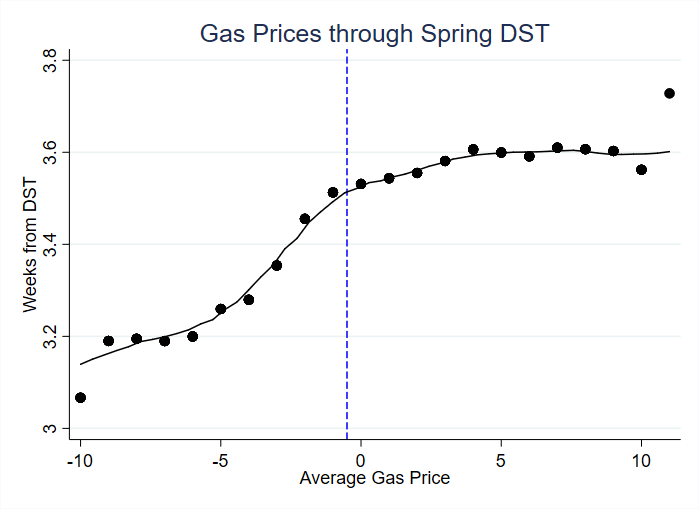 Gas Prices through Spring DST
3.8
3.6
3.4
3.2
3
Weeks from DST
-10 -5 0 5 10
Average Gas Price